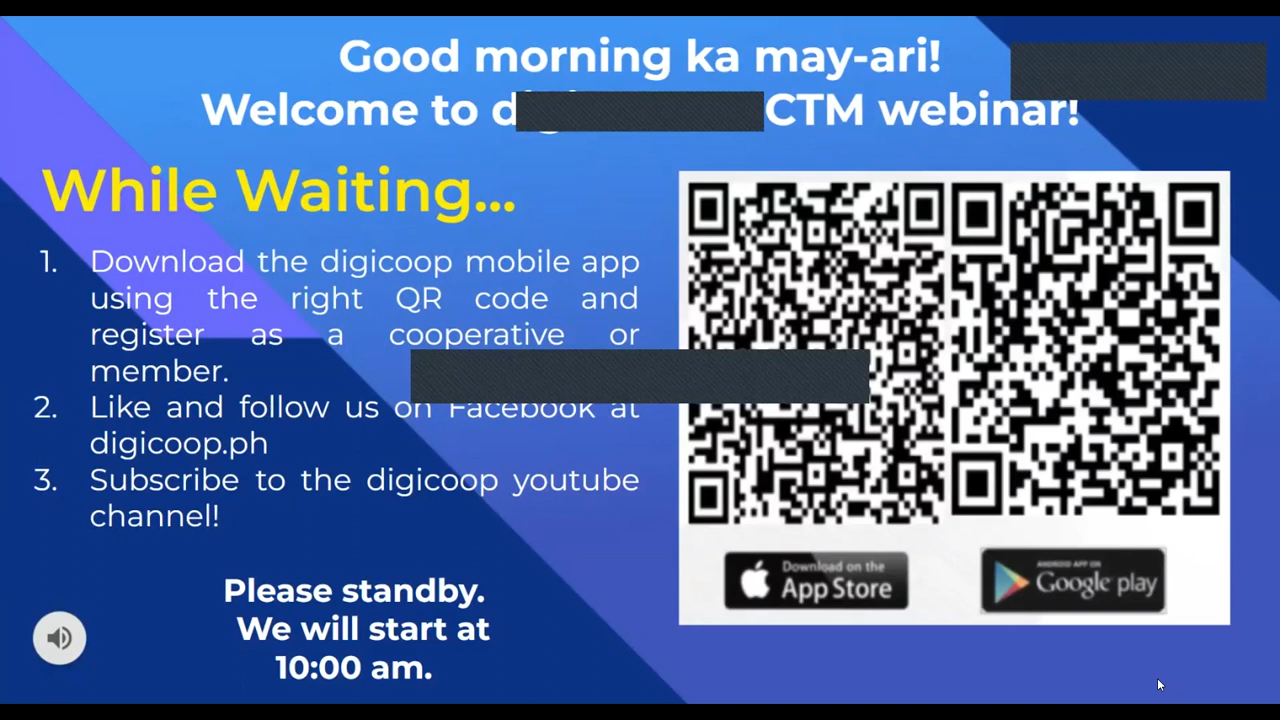 Good morning ka may-ari!
Welcome to CTM webinar!
While Waiting...
1. Download the digicoop mobile app
using the right QR code and
register as a cooperative or
member.
2. Like and follow us on Facebook at
digicoop.ph
3. Subscribe to the digicoop youtube
channel!
Download on the
App Store
ANDROID APP ON
Google play
Please standby.
We will start at
10:00 am.